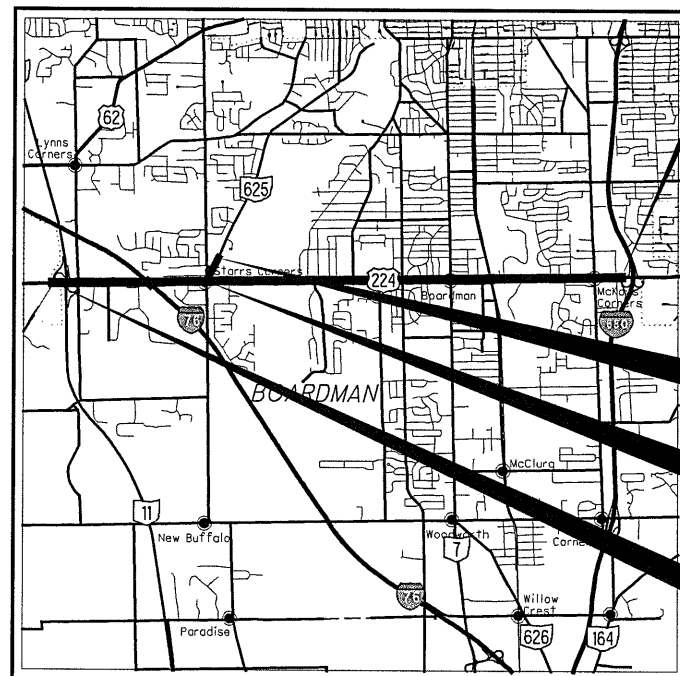 62
Lynns
Corners
625
Starrs Corners
224
Boardman
McKays
Corners
76
680
BOARDMAN
McClurg
11
New Buffalo
Woodworth
7
Corners
76
Willow
Crest
Paradise
626
164